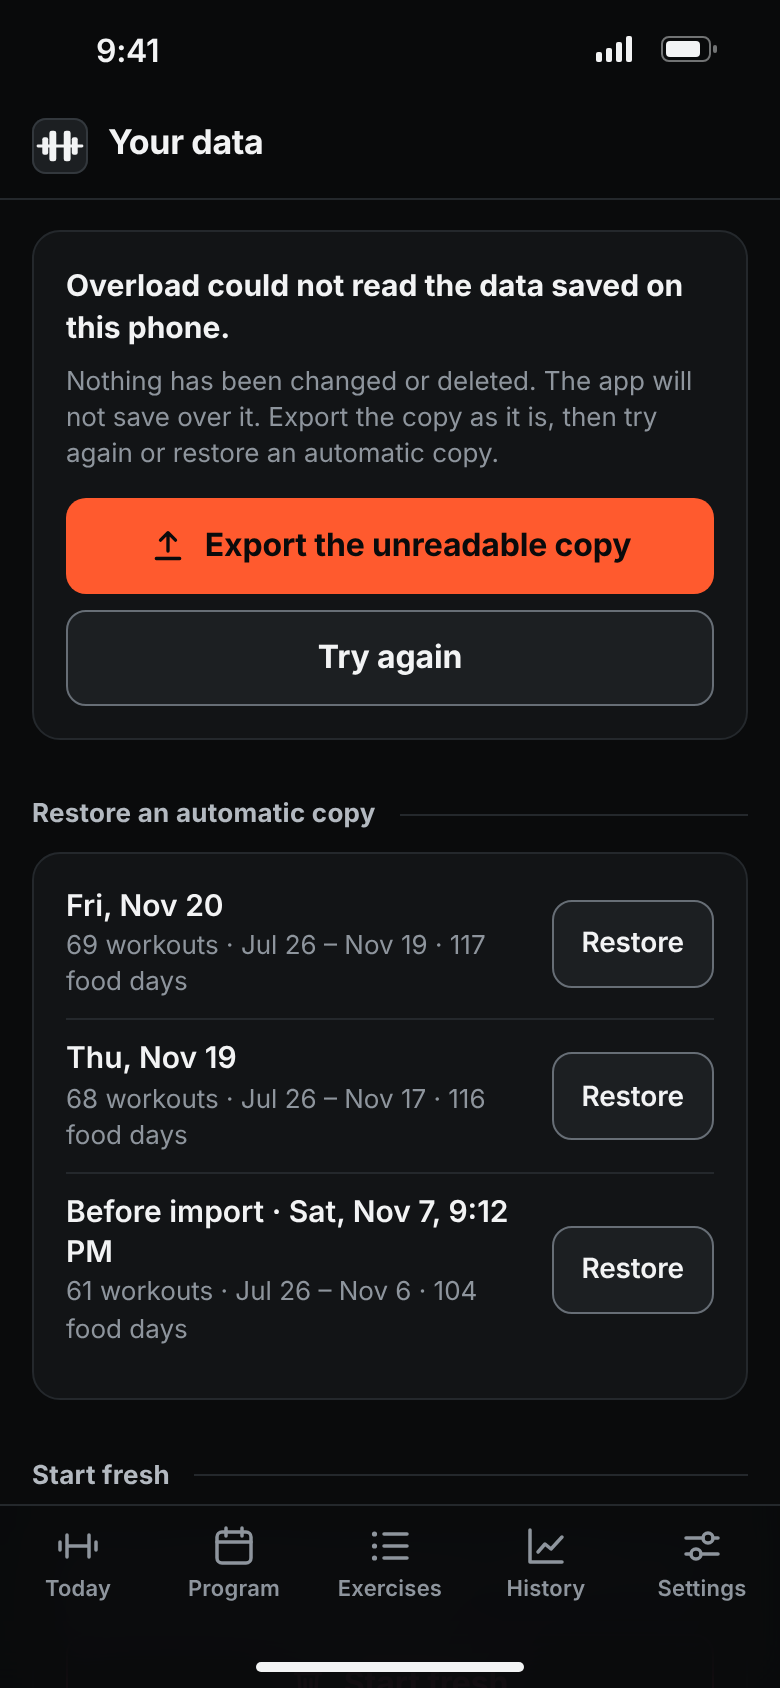 9:41
Your data
Overload could not read the data saved on
this phone.
Nothing has been changed or deleted. The app will
not save over it. Export the copy as it is, then try
again or restore an automatic copy.
Export the unreadable copy
Try again
Restore an automatic copy
Fri, Nov 20
69 workouts · Jul 26 – Nov 19 · 117
food days
Restore
Thu, Nov 19
68 workouts · Jul 26 – Nov 17 · 116
food days
Restore
Before import · Sat, Nov 7, 9:12
PM
61 workouts · Jul 26 – Nov 6 · 104
food days
Restore
Start fresh
Today
Program
Exercises
History
Settings
Start fresh